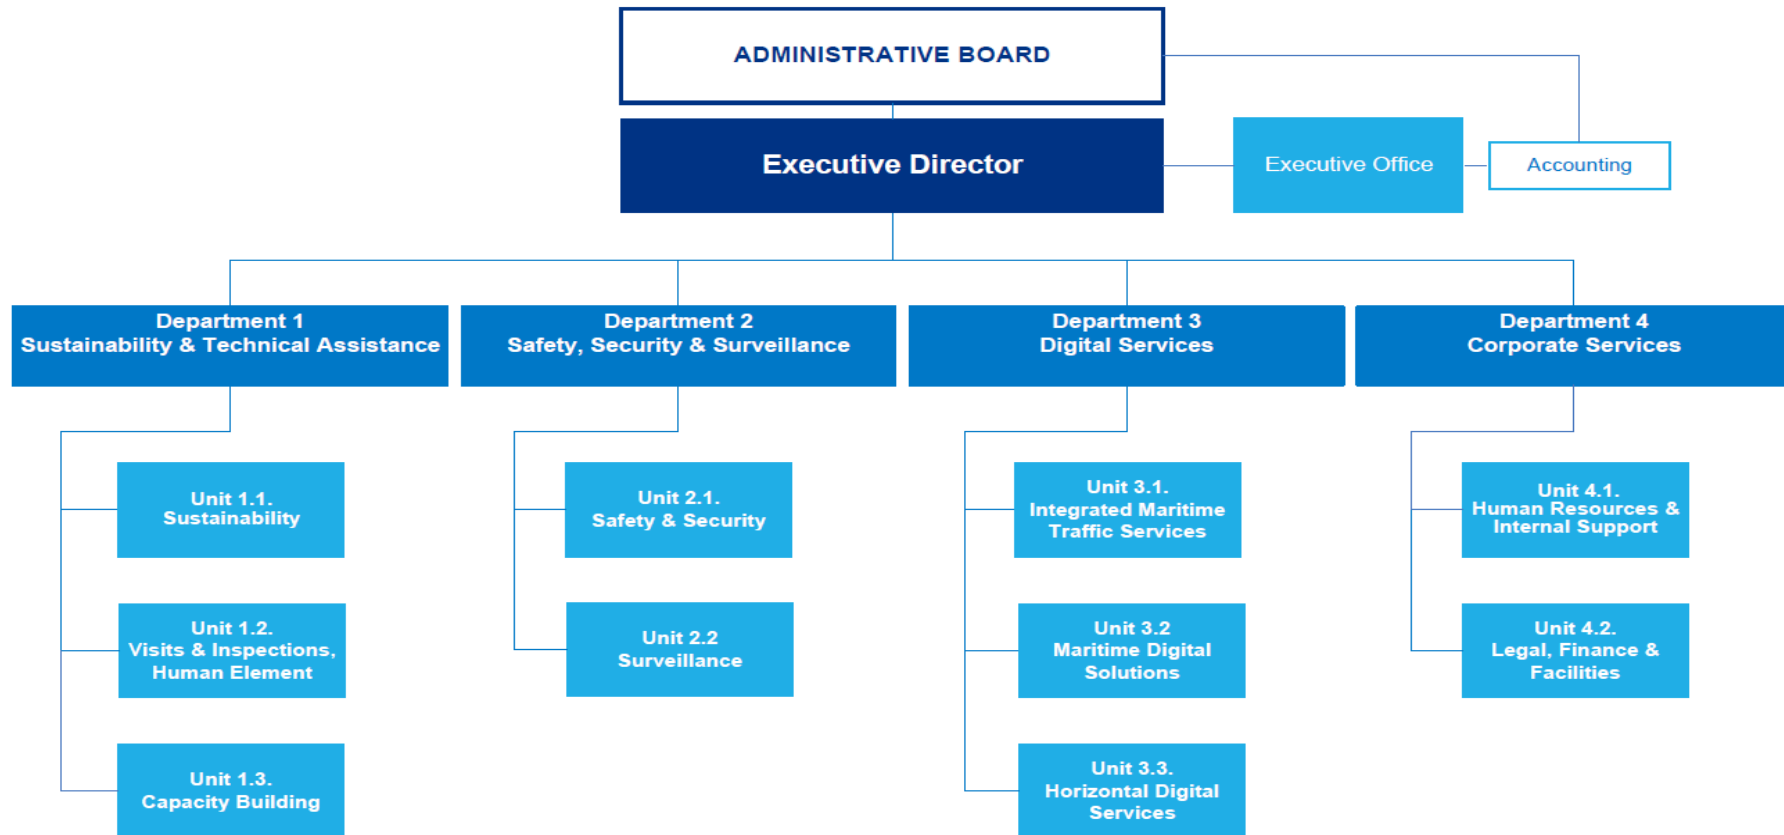 ADMINISTRATIVE BOARD
Executive Director
Executive Office
Accounting
Department 1
Sustainability & Technical Assistance
Department 2
Safety, Security & Surveillance
Department 3
Digital Services
Department 4
Corporate Services
Unit 1.1.
Sustainability
Unit 1.2.
Visits & Inspections,
Human Element
Unit 1.3.
Capacity Building
Unit 2.1.
Safety & Security
Unit 2.2
Surveillance
Unit 3.1.
Integrated Maritime
Traffic Services
Unit 3.2
Maritime Digital
Solutions
Unit 3.3.
Horizontal Digital
Services
Unit 4.1.
Human Resources &
Internal Support
Unit 4.2.
Legal, Finance &
Facilities